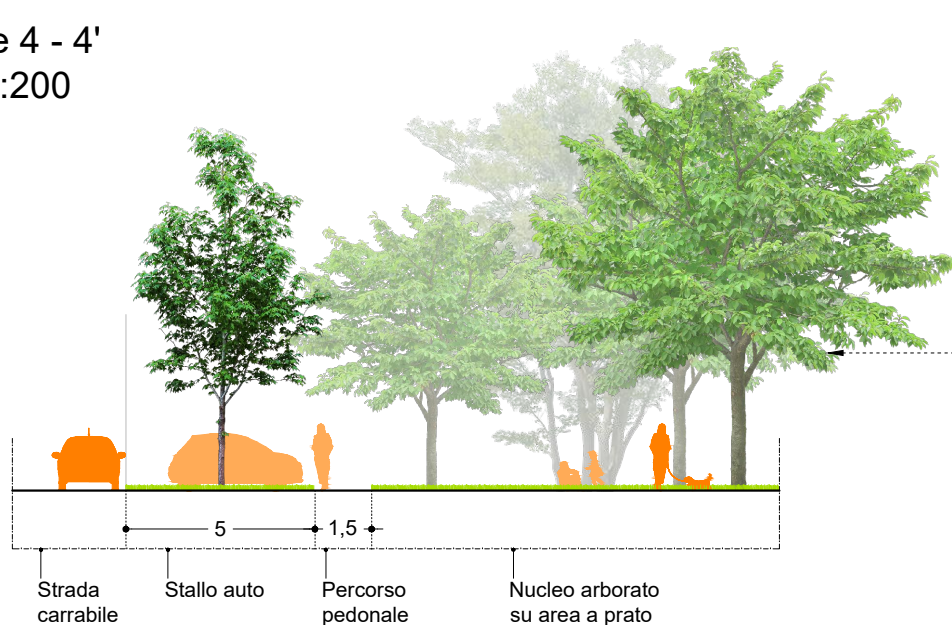 e 4 - 4'
:200
5
1,5
Strada
carrabile
Stallo auto
Percorso
pedonale
Nucleo arborato
su area a prato